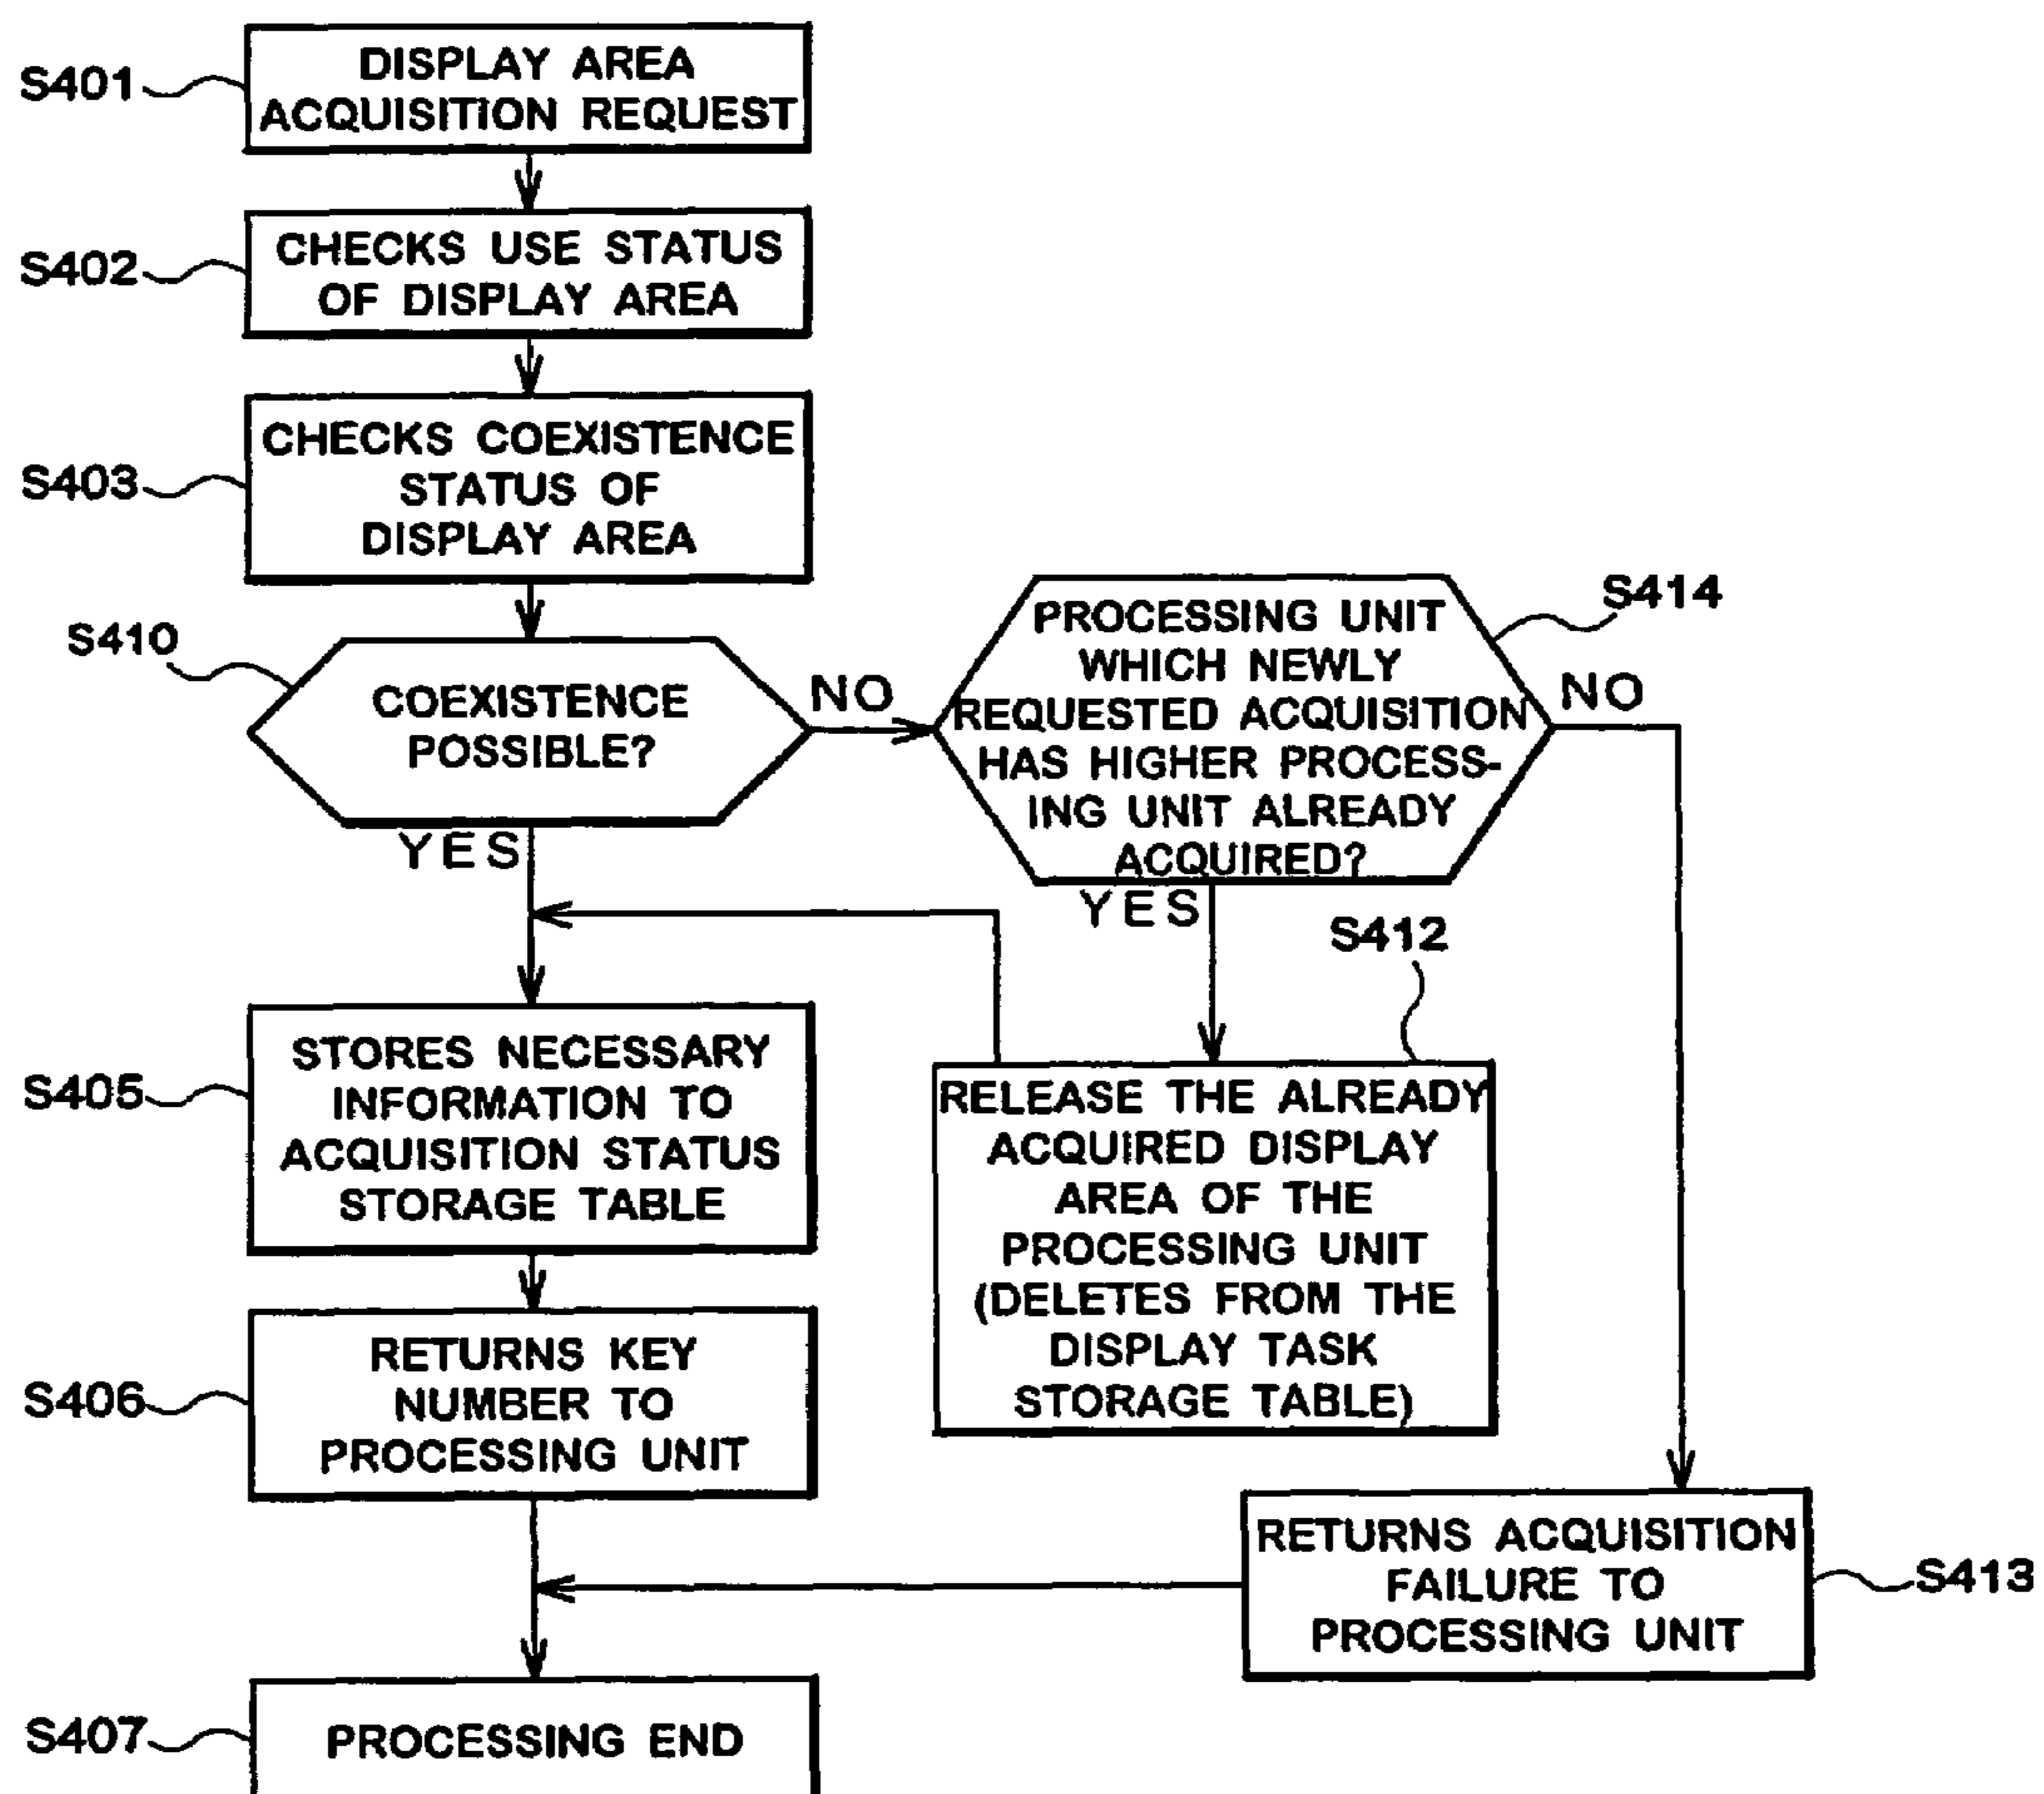 S401
DISPLAY AREA
ACQUISITION REQUEST
S402
CHECKS USE STATUS
OF DISPLAY AREA
S403
CHECKS COEXISTENCE
STATUS OF
DISPLAY AREA
S410
COEXISTENCE
POSSIBLE?
NO
YES
S414
PROCESSING UNIT
WHICH NEWLY
REQUESTED ACQUISITION
HAS HIGHER PROCESS-
ING UNIT ALREADY
ACQUIRED?
NO
YES
S412
RELEASE THE ALREADY
ACQUIRED DISPLAY
AREA OF THE
PROCESSING UNIT
(DELETES FROM THE
DISPLAY TASK
STORAGE TABLE)
S405
STORES NECESSARY
INFORMATION TO
ACQUISITION STATUS
STORAGE TABLE
S406
RETURNS KEY
NUMBER TO
PROCESSING UNIT
RETURNS ACQUISITION
FAILURE TO
PROCESSING UNIT
S413
S407
PROCESSING END